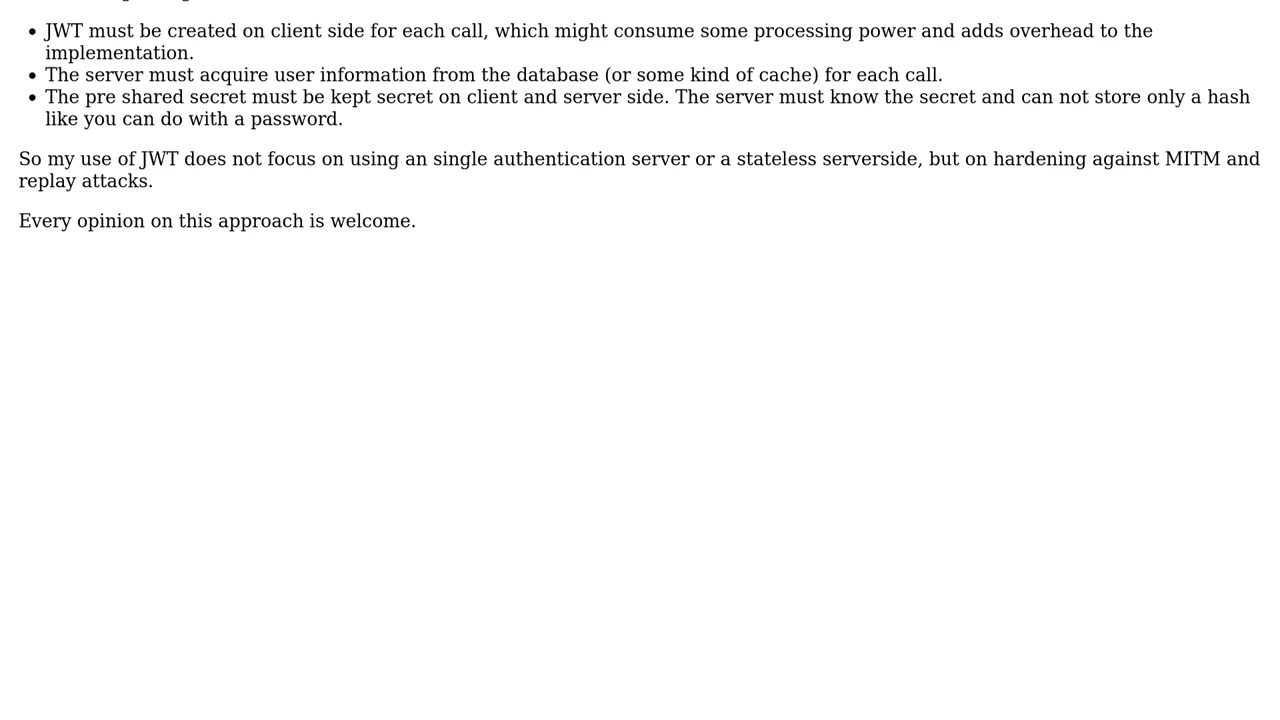 JWT must be created on client side for each call, which might consume some processing power and adds overhead to the
implementation.
The server must acquire user information from the database (or some kind of cache) for each call.
The pre shared secret must be kept secret on client and server side. The server must know the secret and can not store only a hash
like you can do with a password.
So my use of JWT does not focus on using an single authentication server or a stateless serverside, but on hardening against MITM and
replay attacks.
Every opinion on this approach is welcome.